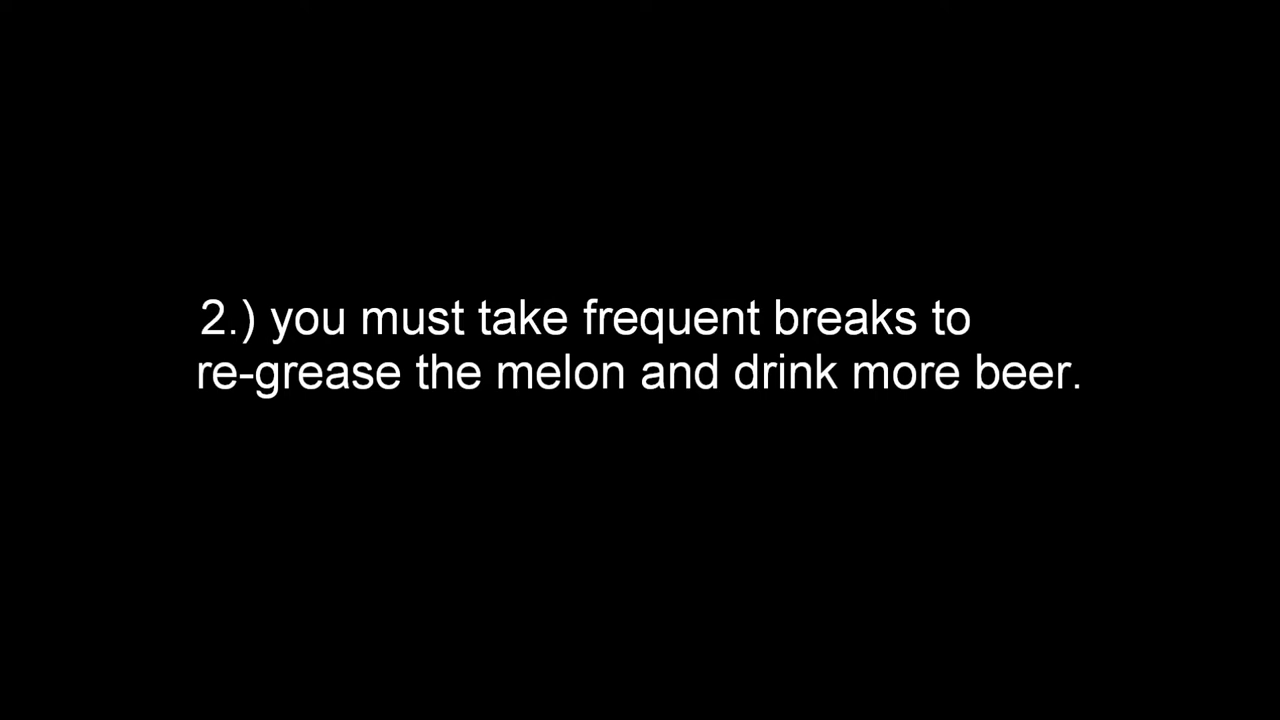 2.) you must take frequent breaks to
re-grease the melon and drink more beer.